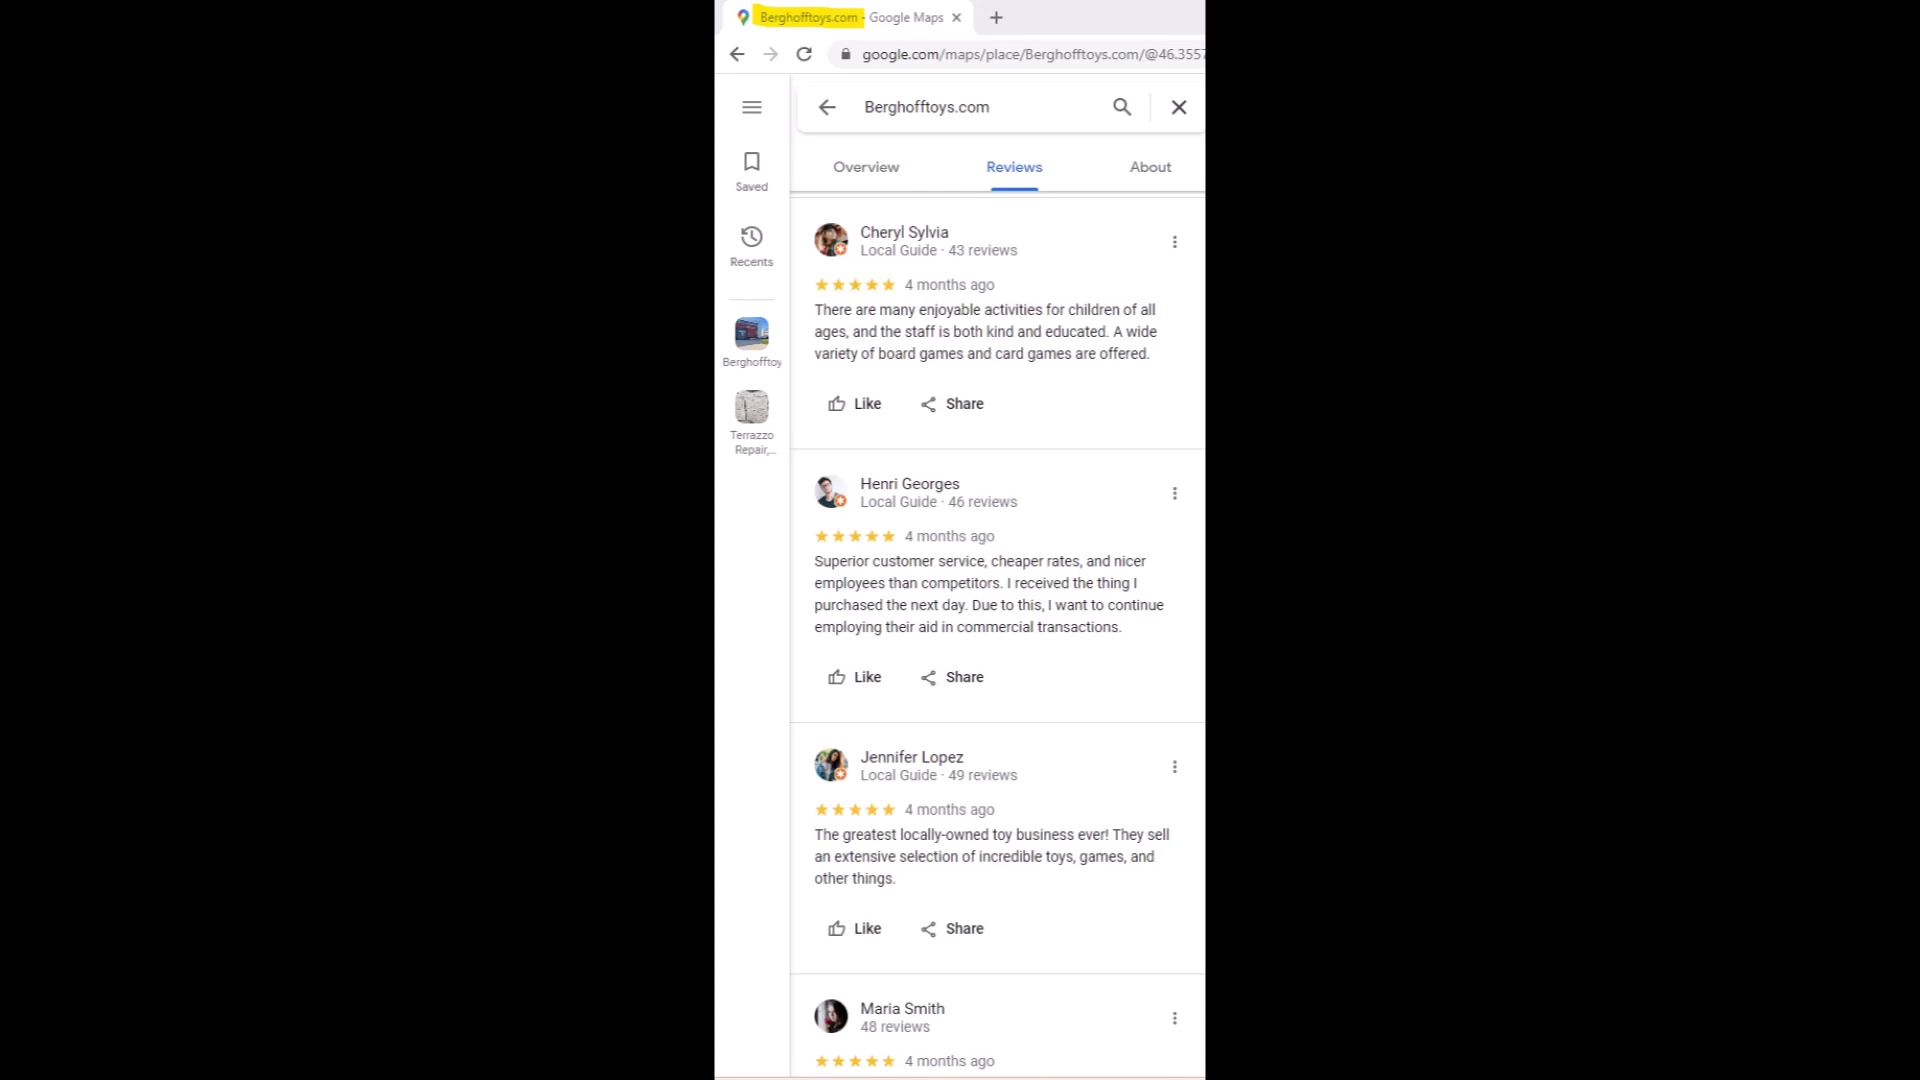 Berghofftoys.com - Google Maps
google.com/maps/place/Berghofftoys.com/@46.3557
Berghofftoys.com
Saved
Recents
Berghofftoy
Terrazzo
Repair,...
Overview
Reviews
About
Cheryl Sylvia
Local Guide · 43 reviews
4 months ago
There are many enjoyable activities for children of all
ages, and the staff is both kind and educated. A wide
variety of board games and card games are offered.
Like
Share
Henri Georges
Local Guide · 46 reviews
4 months ago
Superior customer service, cheaper rates, and nicer
employees than competitors. I received the thing I
purchased the next day. Due to this, I want to continue
employing their aid in commercial transactions.
Like
Share
Jennifer Lopez
Local Guide · 49 reviews
4 months ago
The greatest locally-owned toy business ever! They sell
an extensive selection of incredible toys, games, and
other things.
Like
Share
Maria Smith
48 reviews
4 months ago